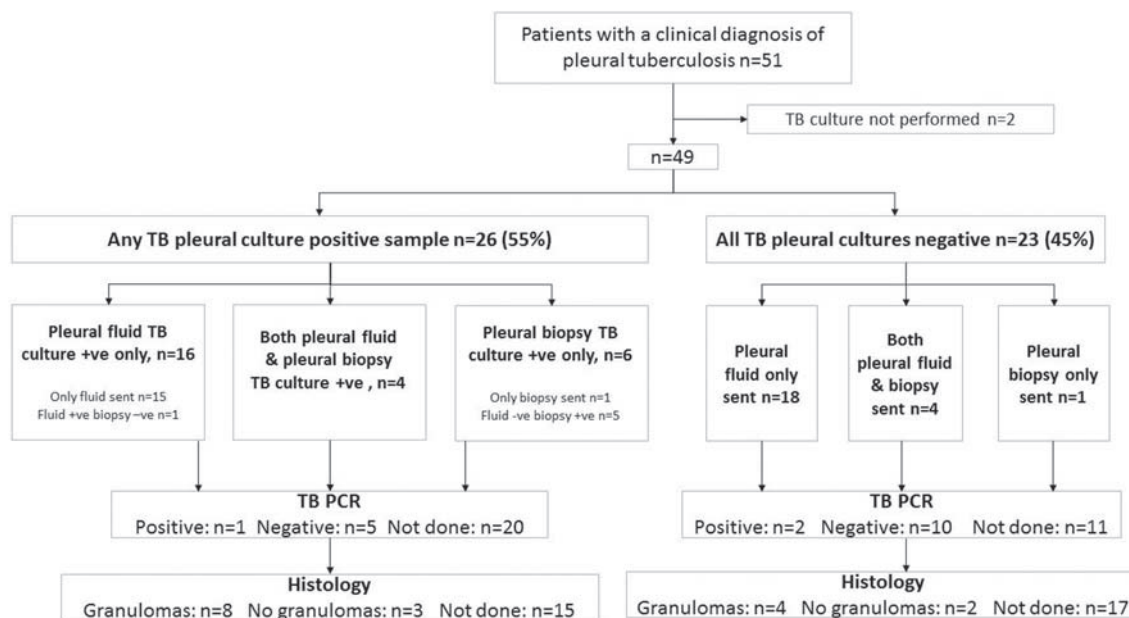 Patients with a clinical diagnosis of
pleural tuberculosis n=51
TB culture not performed n=2
n=49
Any TB pleural culture positive sample n=26 (55%)
All TB pleural cultures negative n=23 (45%)
Pleural fluid TB
culture +ve only, n=16
Only fluid sent n=15
Fluid +ve biopsy –ve n=1
Both pleural fluid
& pleural biopsy
TB culture +ve , n=4
Pleural biopsy TB
culture +ve only, n=6
Only biopsy sent n=1
Fluid -ve biopsy +ve n=5
Pleural
fluid only
sent n=18
Both
pleural fluid
& biopsy
sent n=4
Pleural
biopsy only
sent n=1
TB PCR
Positive: n=1 Negative: n=5 Not done: n=20
TB PCR
Positive: n=2 Negative: n=10 Not done: n=11
Histology
Granulomas: n=8 No granulomas: n=3 Not done: n=15
Histology
Granulomas: n=4 No granulomas: n=2 Not done: n=17